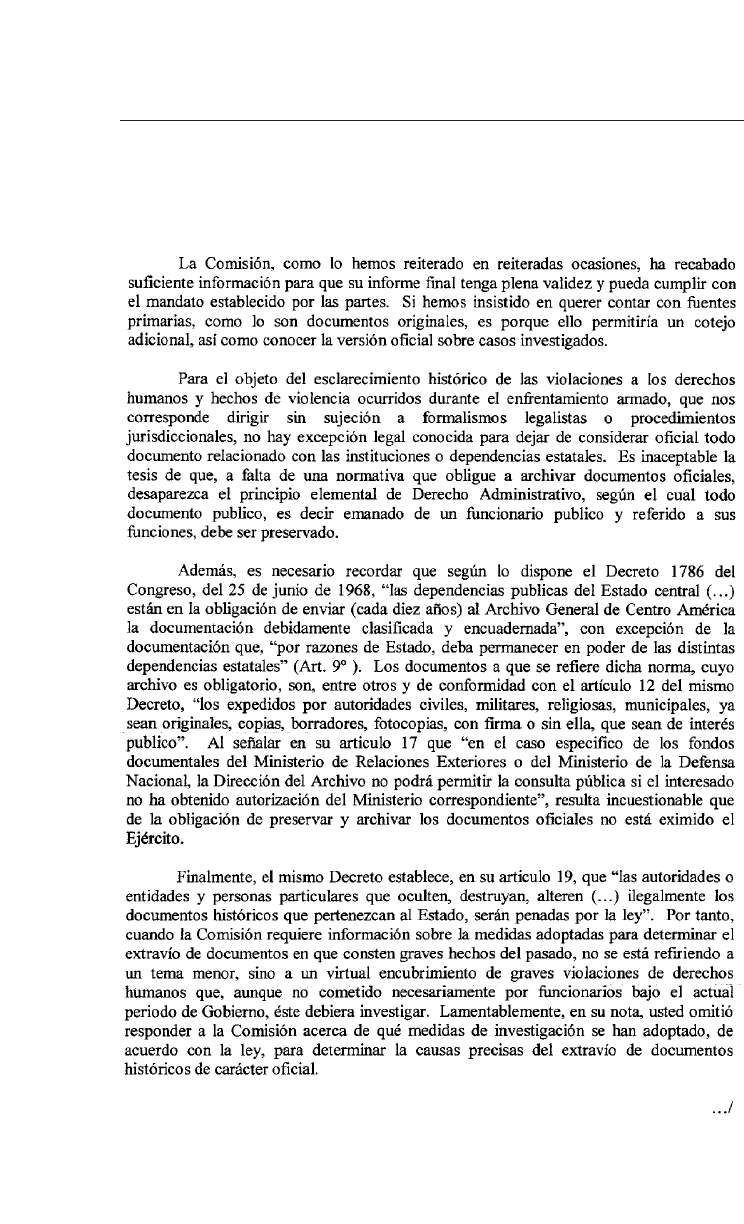 La Comisión, como lo hemos reiterado en reiteradas ocasiones, ha recabado
suficiente información para que su informe final tenga plena validez y pueda cumplir con
el mandato establecido por las partes. Si hemos insistido en querer contar con fuentes
primarias, como lo son documentos originales, es porque ello permitiría un cotejo
adicional, así como conocer la versión oficial sobre casos investigados.
Para el objeto del esclarecimiento histórico de las violaciones a los derechos
humanos y hechos de violencia ocurridos durante el enfrentamiento armado, que nos
corresponde dirigir sin sujeción a formalismos legalistas o procedimientos
jurisdiccionales, no hay excepción legal conocida para dejar de considerar oficial todo
documento relacionado con las instituciones o dependencias estatales. Es inaceptable la
tesis de que, a falta de una normativa que obligue a archivar documentos oficiales,
desaparezca el principio elemental de Derecho Administrativo, según el cual todo
documento publico, es decir emanado de un funcionario publico y referido a sus
funciones, debe ser preservado.
Además, es necesario recordar que según lo dispone el Decreto 1786 del
Congreso, del 25 de junio de 1968, “las dependencias publicas del Estado central (...)
están en la obligación de enviar (cada diez años) al Archivo General de Centro América
la documentación debidamente clasificada y encuadernada”, con excepción de la
documentación que, “por razones de Estado, deba permanecer en poder de las distintas
dependencias estatales” (Art. 9° ). Los documentos a que se refiere dicha norma, cuyo
archivo es obligatorio, son, entre otros y de conformidad con el artículo 12 del mismo
Decreto, “los expedidos por autoridades civiles, militares, religiosas, municipales, ya
sean originales, copias, borradores, fotocopias, con firma o sin ella, que sean de interés
publico”. Al señalar en su articulo 17 que “en el caso especifico de los fondos
documentales del Ministerio de Relaciones Exteriores o del Ministerio de la Defensa
Nacional, la Dirección del Archivo no podrá permitir la consulta pública si el interesado
no ha obtenido autorización del Ministerio correspondiente”, resulta incuestionable que
de la obligación de preservar y archivar los documentos oficiales no está eximido el
Ejército.
Finalmente, el mismo Decreto establece, en su articulo 19, que “las autoridades o
entidades y personas particulares que oculten, destruyan, alteren (...) ilegalmente los
documentos históricos que pertenezcan al Estado, serán penadas por la ley”. Por tanto,
cuando la Comisión requiere información sobre la medidas adoptadas para determinar el
extravío de documentos en que consten graves hechos del pasado, no se está refiriendo a
un tema menor, sino a un virtual encubrimiento de graves violaciones de derechos
humanos que, aunque no cometido necesariamente por funcionarios bajo el actual
periodo de Gobierno, éste debiera investigar. Lamentablemente, en su nota, usted omitió
responder a la Comisión acerca de qué medidas de investigación se han adoptado, de
acuerdo con la ley, para determinar la causas precisas del extravío de documentos
históricos de carácter oficial.
.../